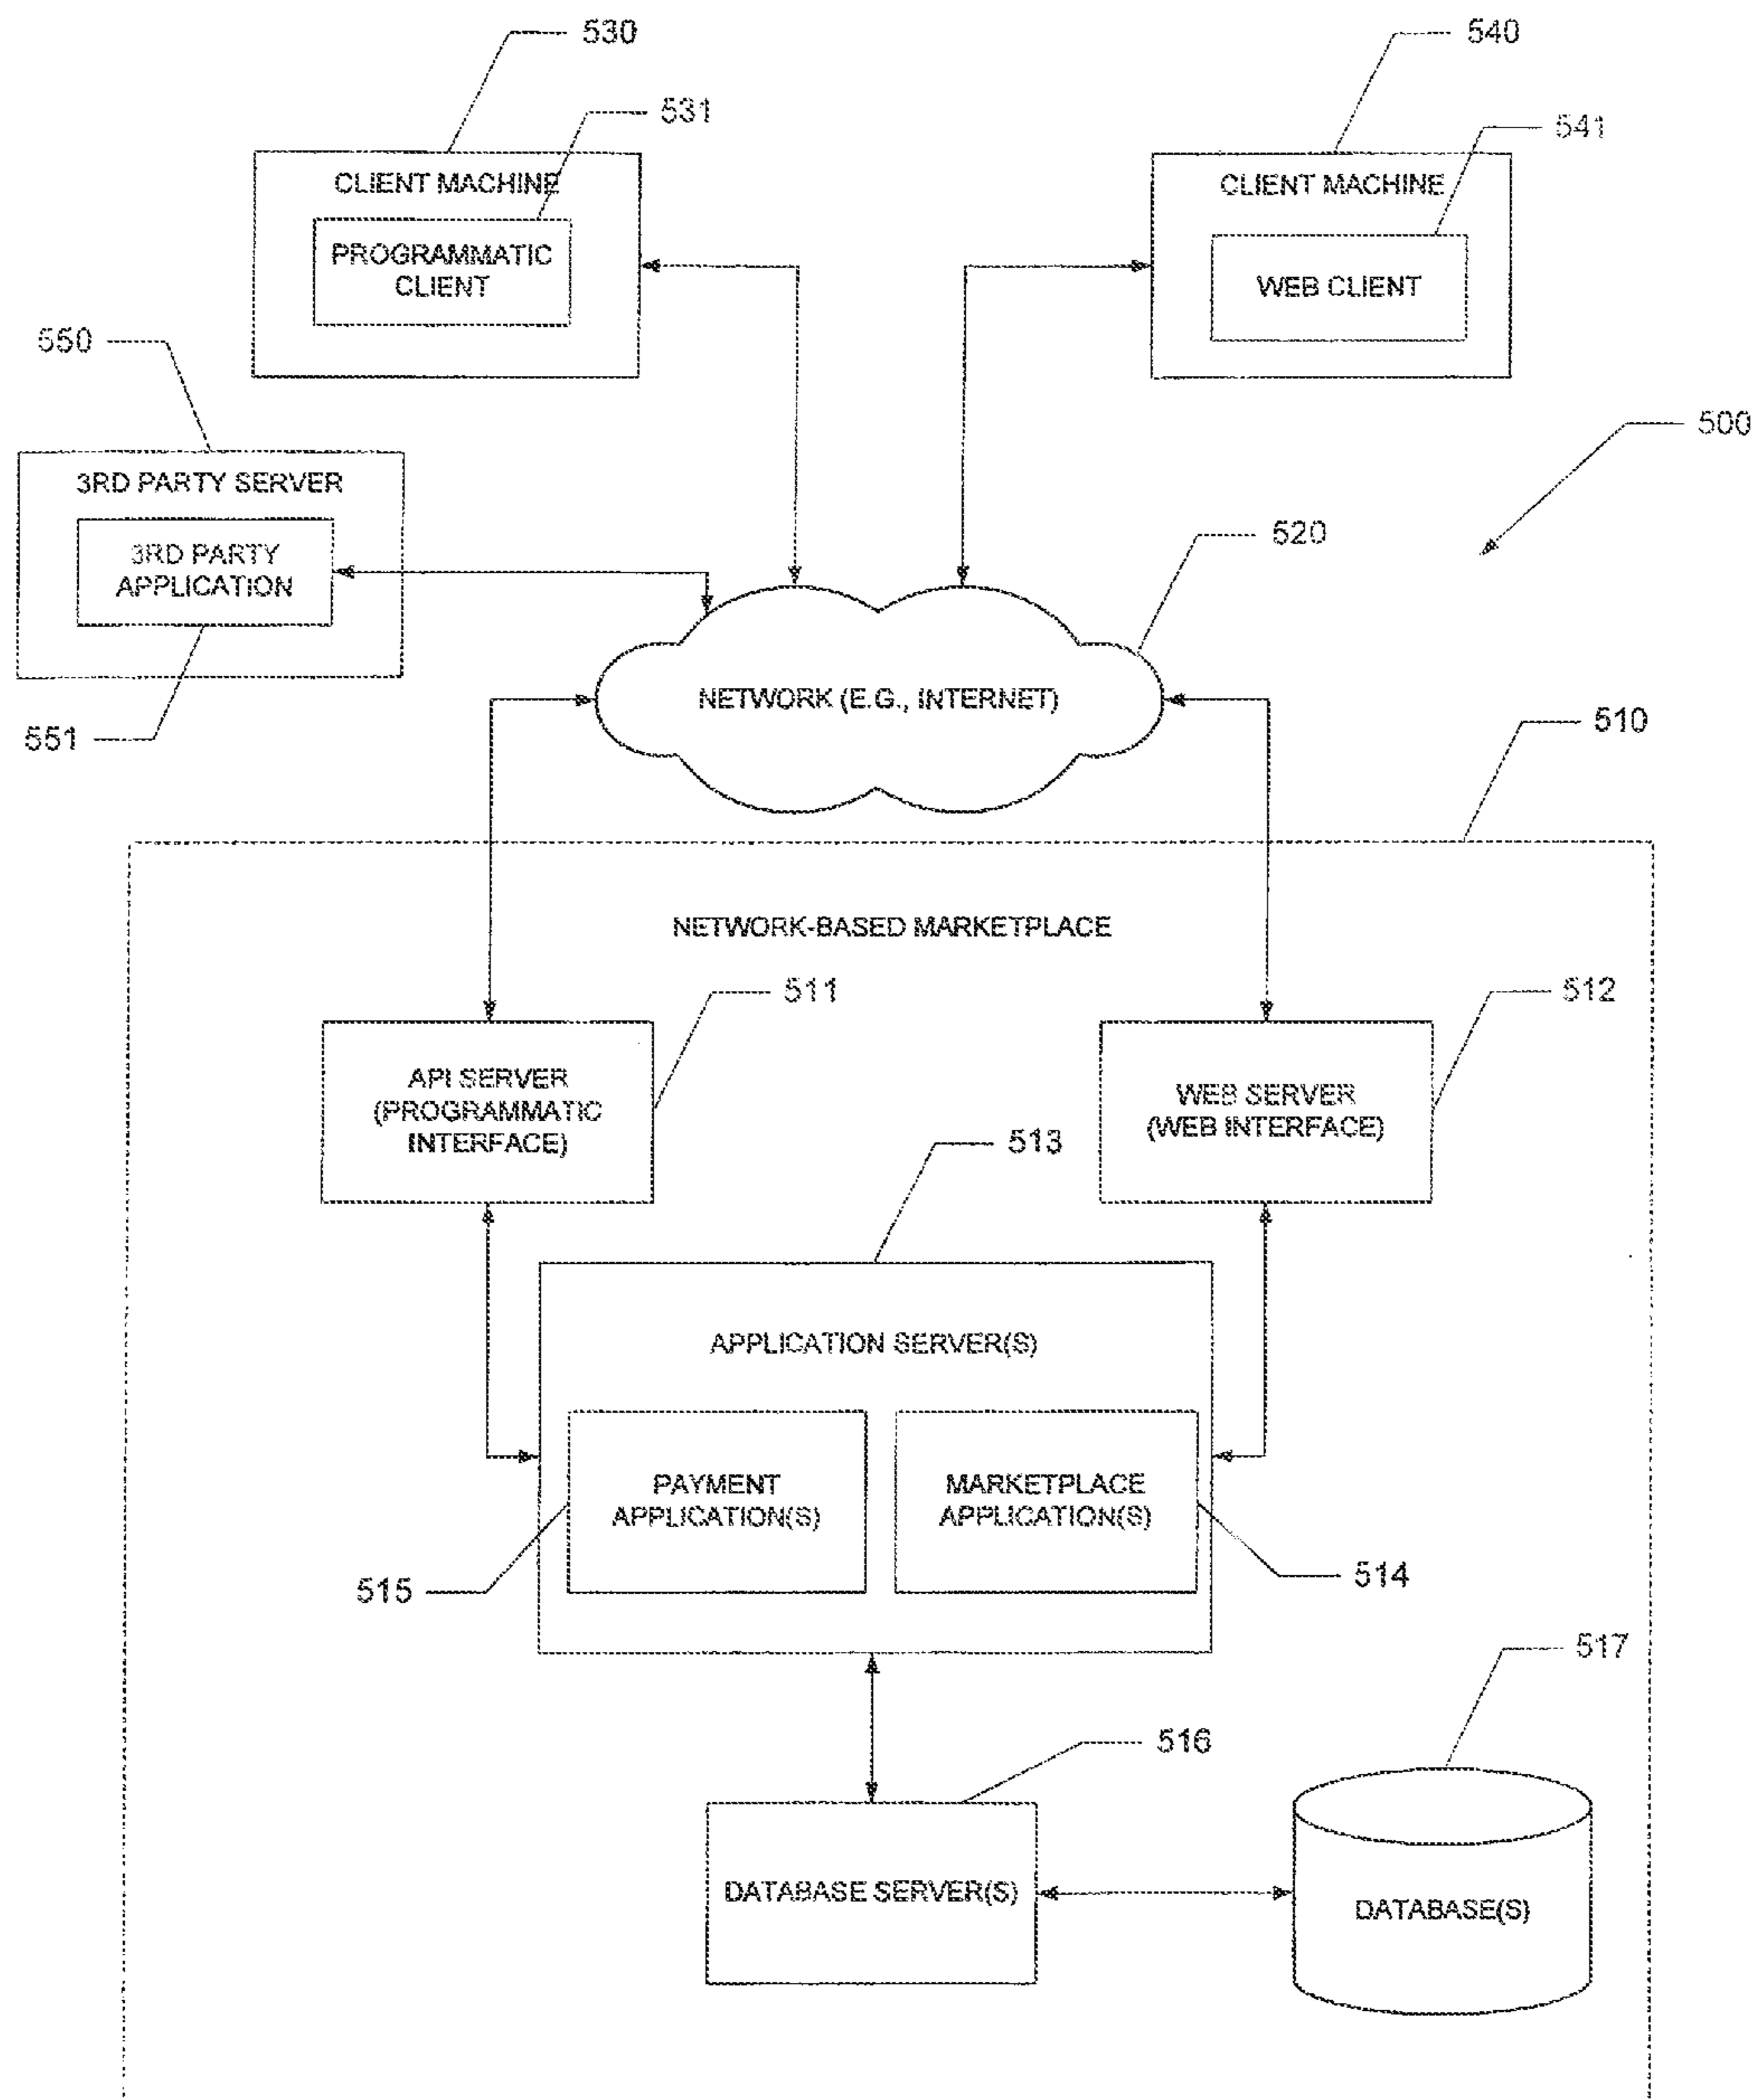 530
540
531
541
CLIENT MACHINE
CLIENT MACHINE
PROGRAMMATIC
CLIENT
WEB CLIENT
550
500
3RD PARTY SERVER
520
3RD PARTY
APPLICATION
NETWORK (E.G., INTERNET)
551
510
NETWORK-BASED MARKETPLACE
511
512
API SERVER
(PROGRAMMATIC
INTERFACE)
WEB SERVER
(WEB INTERFACE)
513
APPLICATION SERVER(S)
PAYMENT
APPLICATION(S)
MARKETPLACE
APPLICATION(S)
515
514
517
516
DATABASE SERVER(S)
DATABASE(S)